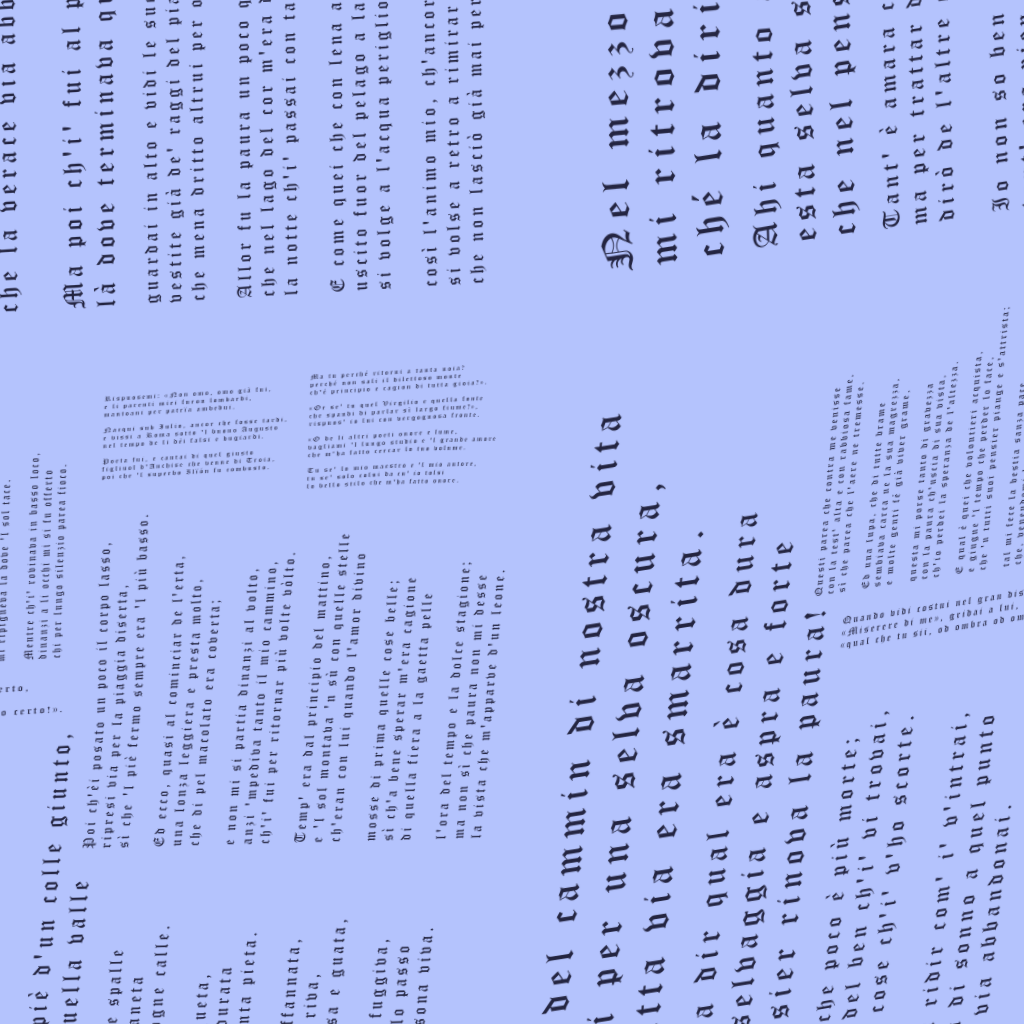 che la verace via abb
Ma poi ch'i' fui al p
là dove terminava qu
guardai in alto e vidi le su
vestite già de' raggi del pia
che mena dritto altrui per o
Allor fu la paura un poco q
che nel lago del cor m'era
la notte ch'i' passai con ta
E come quei che con lena a
uscito fuor del pelago a la
si volge a l'acqua periglio
così l'animo mio, ch'ancor
si volse a retro a rimirar
che non lasciò già mai per
Nel mezzo
mi ritrova
ché la diri
Ahi quanto
esta selva s
che nel pens
Tant' è amara
ma per trattar d
dirò de l'altre
Io non so ben
Rispuosemi: «Non omo, omo già fui,
e li parenti miei furon lombardi,
mantoani per patrïa ambedui.
Nacqui sub Iulio, ancor che fosse tardi,
e vissi a Roma sotto 'l buono Augusto
nel tempo de li dèi falsi e bugiardi.
Poeta fui, e cantai di quel giusto
figliuol d'Anchise che venne di Troia,
poi che 'l superbo Ilïón fu combusto.
Ma tu perché ritorni a tanta noia?
perché non sali il dilettoso monte
ch'è principio e cagion di tutta gioia?».
«Or se' tu quel Virgilio e quella fonte
che spandi di parlar sì largo fiume?»,
rispuos' io lui con vergognosa fronte.
«O de li altri poeti onore e lume,
vagliami 'l lungo studio e 'l grande amore
che m'ha fatto cercar lo tuo volume.
Tu se' lo mio maestro e 'l mio autore,
tu se' solo colui da cu' io tolsi
lo bello stilo che m'ha fatto onore.
mi ripigneva là dove 'l sol tace.
Mentre ch'i' rovinava in basso loco,
dinanzi a li occhi mi si fu offerto
chi per lungo silenzio parea fioco.
erto,
o certo!».
Poi ch'èi posato un poco il corpo lasso,
ripresi via per la piaggia diserta,
sì che 'l piè fermo sempre era 'l più basso.
Ed ecco, quasi al cominciar de l'erta,
una lonza leggiera e presta molto,
che di pel macolato era coverta;
e non mi si partia dinanzi al volto,
anzi 'mpediva tanto il mio cammino,
ch'i' fui per ritornar più volte vòlto.
Temp' era dal principio del mattino,
e 'l sol montava 'n sù con quelle stelle
ch'eran con lui quando l'amor divino
mosse di prima quelle cose belle;
sì ch'a bene sperar m'era cagione
di quella fiera a la gaetta pelle
l'ora del tempo e la dolce stagione;
ma non sì che paura non mi desse
la vista che m'apparve d'un leone.
Questi parea che contra me venisse
con la test' alta e con rabbiosa fame,
sì che parea che l'aere ne tremesse.
Ed una lupa, che di tutte brame
sembiava carca ne la sua magrezza,
e molte genti fé già viver grame,
questa mi porse tanto di gravezza
con la paura ch'uscia di sua vista,
ch'io perdei la speranza de l'altezza.
E qual è quei che volontieri acquista,
e giugne 'l tempo che perder lo face,
che 'n tutti suoi pensier piange e s'attrista;
tal mi fece la bestia sanza
Quando vidi costui nel gran dis
«Miserere di me», gridai a lui,
«qual che tu sii, od ombra od om
piè d'un colle giunto,
uella valle
e spalle
aneta
ogne calle.
ueta,
urata
nta pieta.
ffannata,
riva,
sa e guata,
fuggiva,
lo passo
sona viva.
del cammin di nostra vita
i per una selva oscura,
tta via era smarrita.
a dir qual era è cosa dura
selvaggia e aspra e forte
sier rinova la paura!
che poco è più morte;
del ben ch'i' vi trovai,
cose ch'i' v'ho scorte.
ridir com' i' v'intrai,
di sonno a quel punto
via abbandonai.